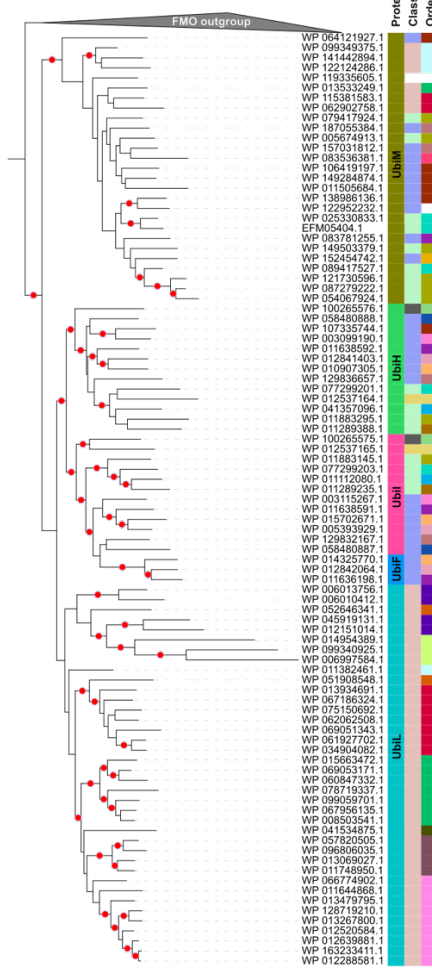 FMO outgroup
Prote
Class
Orde
WP 064121927.1
WP 099349375.1
WP 141442894.1
WP 122124286.1
WP 119335605.1
WP 013533249.1
WP 115381583.1
WP 062902758.1
WP 079417924.1
WP 187055384.1
WP 005674913.1
WP 157031812.1
WP 083536381.1
WP 106419197.1
WP 149284874.1
WP 011505684.1
WP 138986136.1
WP 122952232.1
WP 025330833.1
EFM05404.1
WP 083781255.1
WP 149503379.1
WP 152454742.1
WP 089417527.1
WP 121730596.1
WP 087279222.1
WP 054067924.1
UbiM
WP 100265576.1
WP 058480888.1
WP 107335744.1
WP 003099190.1
WP 011638592.1
WP 012841403.1
WP 010907305.1
WP 129836657.1
WP 077299201.1
WP 012537164.1
WP 041357096.1
WP 011883295.1
WP 011289388.1
UbiH
WP 100265575.1
WP 012537165.1
WP 011883145.1
WP 077299203.1
WP 011112080.1
WP 011289235.1
WP 003115267.1
WP 011638591.1
WP 015702671.1
WP 005393929.1
WP 129832167.1
WP 058480887.1
UbiI
WP 014325770.1
WP 012842064.1
WP 011636198.1
UbiF
WP 006013756.1
WP 006010412.1
WP 052646341.1
WP 045919131.1
WP 012151014.1
WP 014954389.1
WP 099340925.1
WP 006997584.1
WP 011382461.1
WP 051908548.1
WP 013934691.1
WP 067186324.1
WP 075150692.1
WP 062062508.1
WP 069051343.1
WP 061927702.1
WP 034904082.1
WP 015663472.1
WP 069053171.1
WP 060847332.1
WP 078719337.1
WP 099059701.1
WP 067956135.1
WP 008503541.1
WP 041534875.1
WP 057820505.1
WP 096806035.1
WP 013069027.1
WP 011748950.1
WP 066774902.1
WP 011644868.1
WP 013479795.1
WP 128719210.1
WP 013267800.1
WP 012520584.1
WP 012639881.1
WP 163233411.1
WP 012288581.1
UbiL